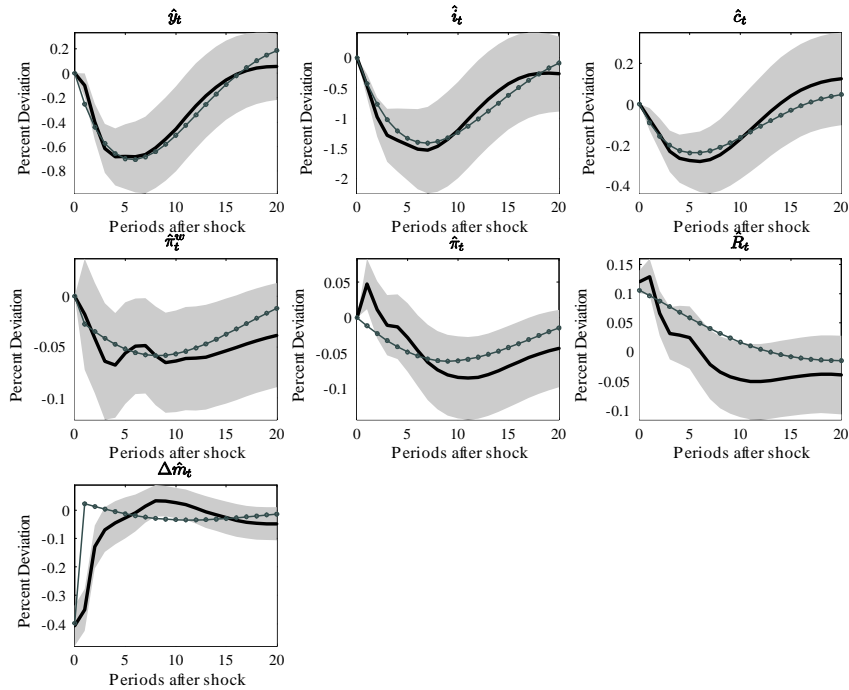 ŷₜ
Percent Deviation
0.2
0
-0.2
-0.4
-0.6
-0.8
0 5 10 15 20
Periods after shock
îₜ
Percent Deviation
0
-0.5
-1
-1.5
-2
0 5 10 15 20
Periods after shock
ĉₜ
Percent Deviation
0.2
0
-0.2
-0.4
0 5 10 15 20
Periods after shock
π̂ₜʷ
Percent Deviation
0
-0.05
-0.1
0 5 10 15 20
Periods after shock
π̂ₜ
Percent Deviation
0.05
0
-0.05
-0.1
0 5 10 15 20
Periods after shock
R̂ₜ
Percent Deviation
0.15
0.1
0.05
0
-0.05
-0.1
0 5 10 15 20
Periods after shock
Δm̂ₜ
Percent Deviation
0
-0.1
-0.2
-0.3
-0.4
0 5 10 15 20
Periods after shock